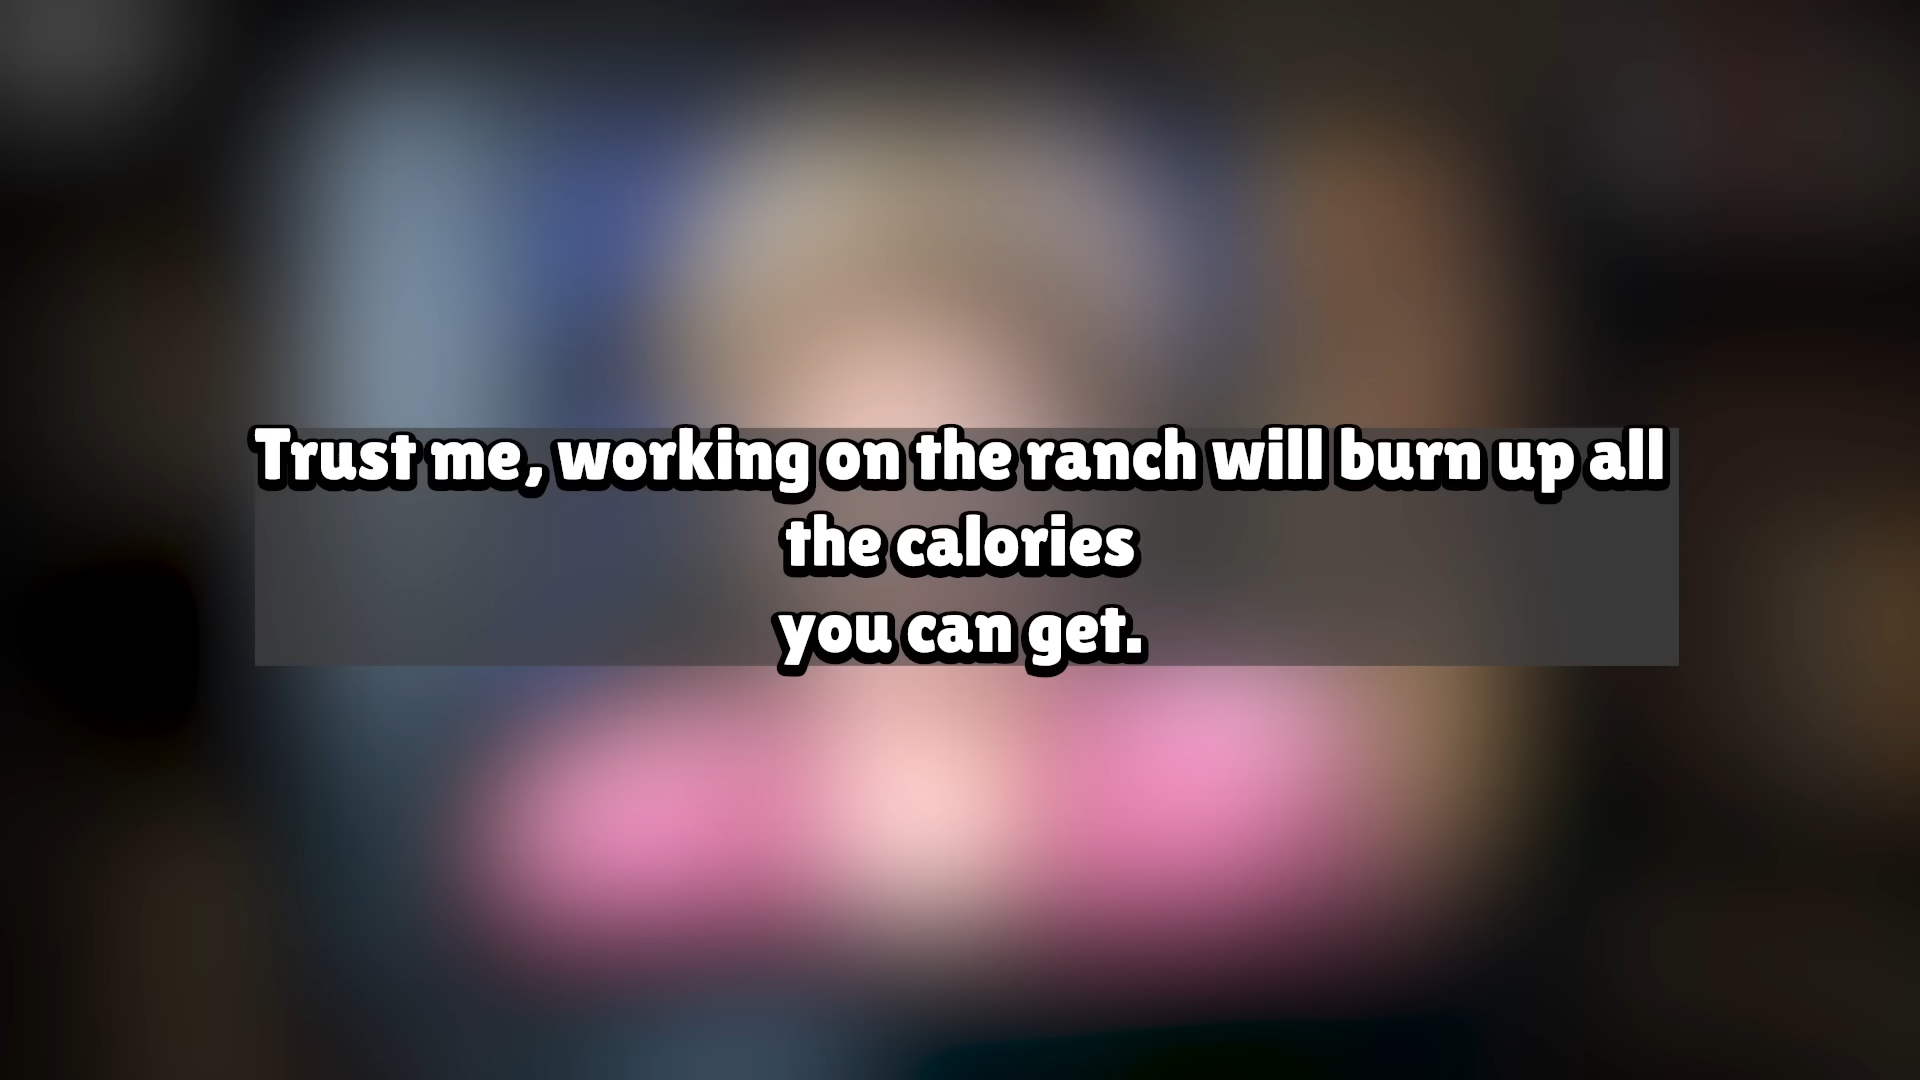 Trust me, working on the ranch will burn up all
the calories
you can get.